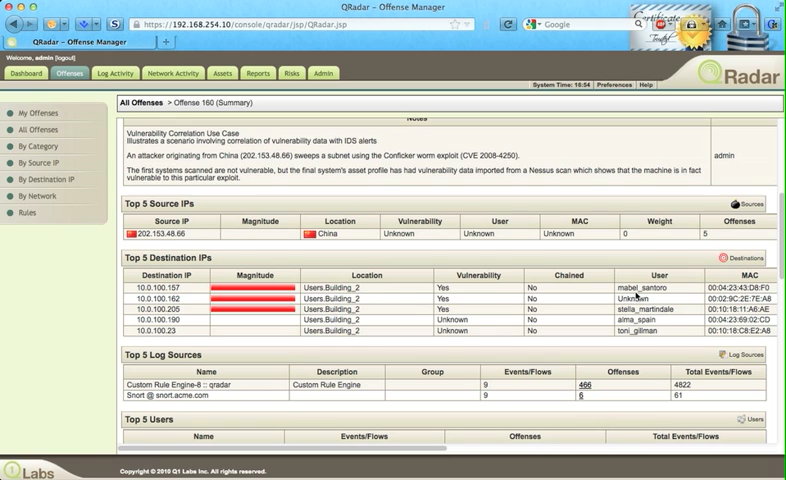 QRadar - Offense Manager
https://192.168.254.10/console/qradar/jsp/QRadar.jsp
Google
QRadar - Offense Manager
Welcome, admin [logout]
Dashboard Offenses Log Activity Network Activity Assets Reports Risks Admin
QRadar
System Time: 16:54 Preferences Help
My Offenses
All Offenses
By Category
By Source IP
By Destination IP
By Network
Rules
All Offenses > Offense 160 (Summary)
Notes
Vulnerability Correlation Use Case
Illustrates a scenario involving correlation of vulnerability data with IDS alerts
An attacker originating from China (202.153.48.66) sweeps a subnet using the Conficker worm exploit (CVE 2008-4250).
The first systems scanned are not vulnerable, but the final system's asset profile has had vulnerability data imported from a Nessus scan which shows that the machine is in fact
vulnerable to this particular exploit.
admin
Top 5 Source IPs Sources
Source IP Magnitude Location Vulnerability User MAC Weight Offenses
202.153.48.66 China Unknown Unknown Unknown 0 5
Top 5 Destination IPs Destinations
Destination IP Magnitude Location Vulnerability Chained User MAC
10.0.100.157 Users.Building_2 Yes No mabel_santoro 00:04:23:43:D8:F0
10.0.100.162 Users.Building_2 Yes No Unknown 00:02:9C:2E:7E:A8
10.0.100.205 Users.Building_2 Yes No stella_martindale 00:10:18:11:A6:AE
10.0.100.190 Users.Building_2 Unknown No alma_spain 00:04:23:69:02:CD
10.0.100.23 Users.Building_2 Unknown No toni_gillman 00:10:18:C8:E2:A8
Top 5 Log Sources Log Sources
Name Description Group Events/Flows Offenses Total Events/Flows
Custom Rule Engine-8 :: qradar Custom Rule Engine 9 466 4822
Snort @ snort.acme.com 9 6 61
Top 5 Users Users
Name Events/Flows Offenses Total Events/Flows
1 Labs
Copyright © 2010 Q1 Labs Inc. All rights reserved.